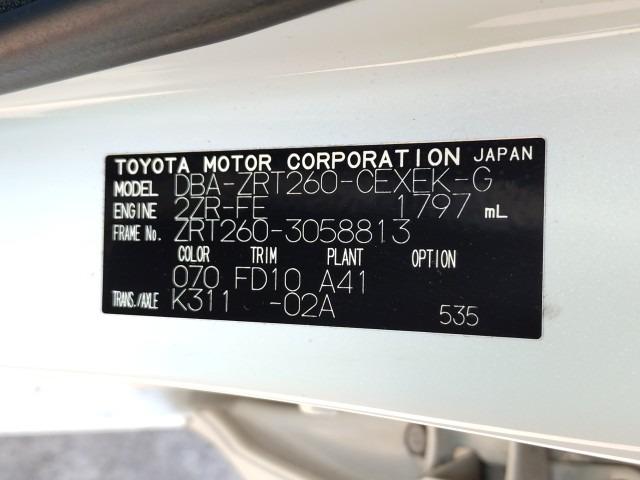 TOYOTA MOTOR CORPORATION JAPAN
MODEL DBA-ZRT260-CEXEK-G
ENGINE 2ZR-FE 1797 mL
FRAME No. ZRT260-3058813
COLOR TRIM PLANT OPTION
070 FD10 A41
TRANS./AXLE K311 -02A 535